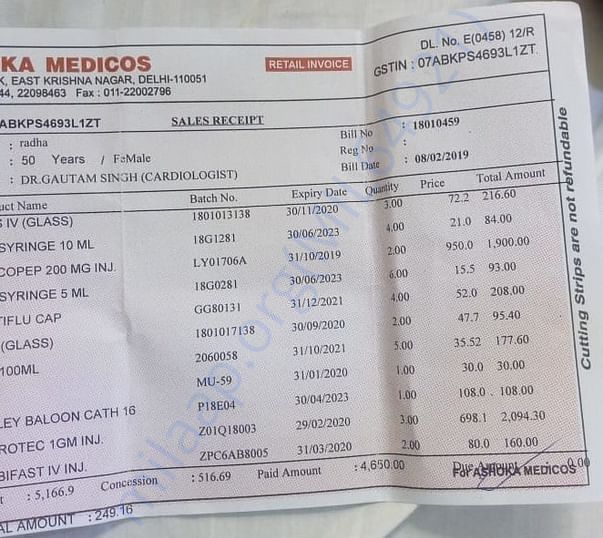 KA MEDICOS
RETAIL INVOICE
DL. No. E(0458) 12/R
K, EAST KRISHNA NAGAR, DELHI-110051
GSTIN : 07ABKPS4693L1ZT
44, 22098463 Fax : 011-22002796
ABKPS4693L1ZT SALES RECEIPT
: radha
Bill No : 18010459
: 50 Years / FeMale
Reg No :
: DR.GAUTAM SINGH (CARDIOLOGIST)
Bill Date : 08/02/2019
uct Name Batch No. Expiry Date Quantity Price Total Amount
S IV (GLASS) 1801013138 30/11/2020 3.00 72.2 216.60
SYRINGE 10 ML 18G1281 30/06/2023 4.00 21.0 84.00
COPEP 200 MG INJ. LY01706A 31/10/2019 2.00 950.0 1,900.00
SYRINGE 5 ML 18G0281 30/06/2023 6.00 15.5 93.00
TIFLU CAP GG80131 31/12/2021 4.00 52.0 208.00
(GLASS) 1801017138 30/09/2020 2.00 47.7 95.40
100ML 2060058 31/10/2021 5.00 35.52 177.60
MU-59 31/01/2020 1.00 30.0 30.00
LEY BALOON CATH 16 P18E04 30/04/2023 1.00 108.0 108.00
ROTEC 1GM INJ. Z01Q18003 29/02/2020 3.00 698.1 2,094.30
BIFAST IV INJ. ZPC6AB8005 31/03/2020 2.00 80.0 160.00
t : 5,166.9 Concession : 516.69 Paid Amount : 4,650.00 Due Amount 0.00
For ASHOKA MEDICOS
AL AMOUNT : 249.16
Cutting Strips are not refundable